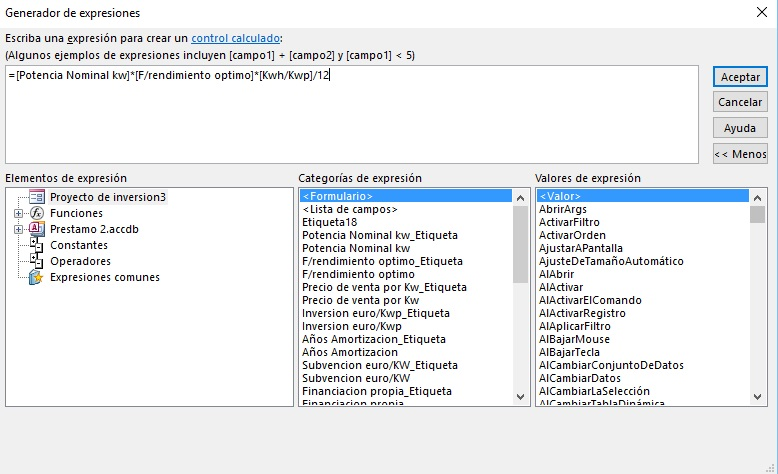 Generador de expresiones
Escriba una expresión para crear un control calculado:
(Algunos ejemplos de expresiones incluyen [campo1] + [campo2] y [campo1] < 5)
=[Potencia Nominal kw]*[F/rendimiento optimo]*[Kwh/Kwp]/12
Aceptar
Cancelar
Ayuda
<< Menos
Elementos de expresión
Proyecto de inversion3
Funciones
Prestamo 2.accdb
Constantes
Operadores
Expresiones comunes
Categorías de expresión
<Formulario>
<Lista de campos>
Etiqueta18
Potencia Nominal kw_Etiqueta
Potencia Nominal kw
F/rendimiento optimo_Etiqueta
F/rendimiento optimo
Precio de venta por Kw_Etiqueta
Precio de venta por Kw
Inversion euro/Kwp_Etiqueta
Inversion euro/Kwp
Años Amortizacion_Etiqueta
Años Amortizacion
Subvencion euro/KW_Etiqueta
Subvencion euro/KW
Financiacion propia_Etiqueta
Financiacion propia
Valores de expresión
<Valor>
AbrirArgs
ActivarFiltro
ActivarOrden
AjustarAPantalla
AjusteDeTamañoAutomático
AlAbrir
AlActivar
AlActivarElComando
AlActivarRegistro
AlAplicarFiltro
AlBajarMouse
AlBajarTecla
AlCambiarConjuntoDeDatos
AlCambiarDatos
AlCambiarLaSelección
AlCambiarTablaDinámica